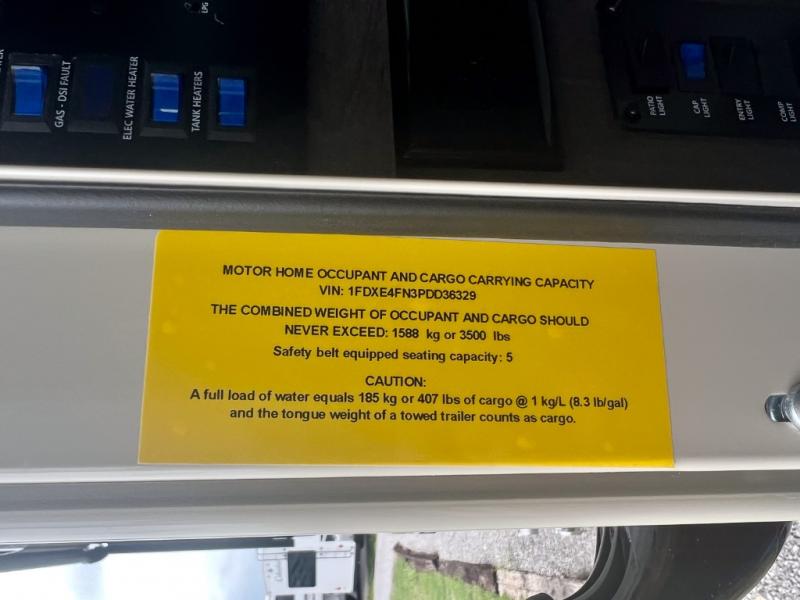 LPG
GAS - DSI FAULT
ELEC WATER HEATER
TANK HEATERS
PATIO
LIGHT
CAP
LIGHT
ENTRY
LIGHT
COMP
LIGHT
MOTOR HOME OCCUPANT AND CARGO CARRYING CAPACITY
VIN: 1FDXE4FN3PDD36329
THE COMBINED WEIGHT OF OCCUPANT AND CARGO SHOULD
NEVER EXCEED: 1588 kg or 3500 lbs
Safety belt equipped seating capacity: 5
CAUTION:
A full load of water equals 185 kg or 407 lbs of cargo @ 1 kg/L (8.3 lb/gal)
and the tongue weight of a towed trailer counts as cargo.